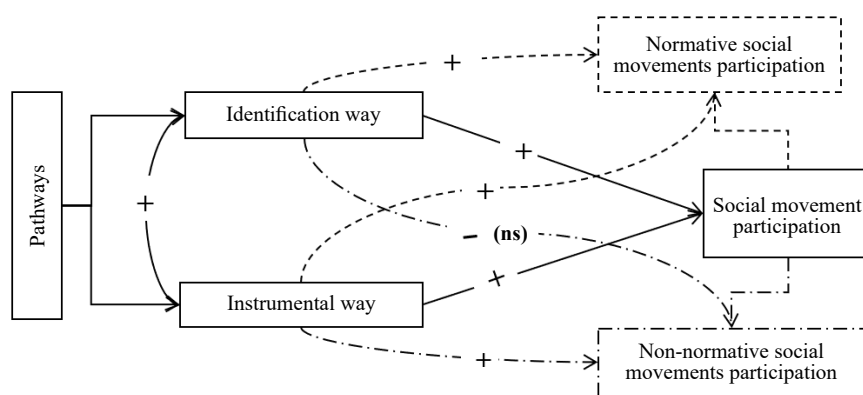 Normative social
movements participation
+
Identification way
+
Pathways
+
+
Social movement
participation
– (ns)
+
Instrumental way
+
Non-normative social
movements participation